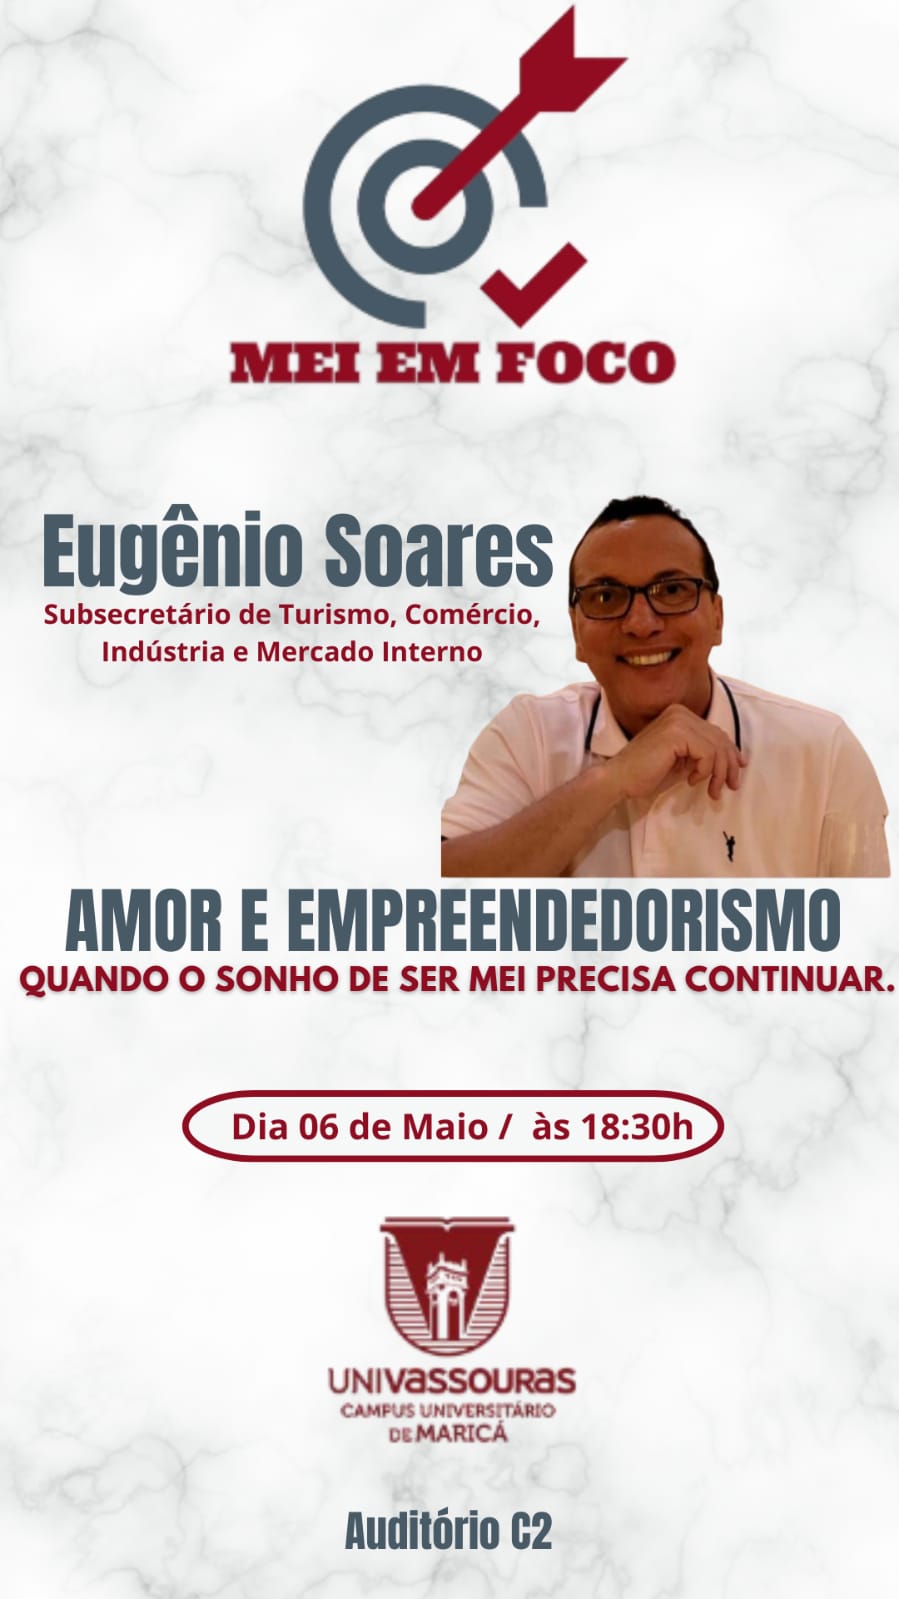 MEI EM FOCO
Eugênio Soares
Subsecretário de Turismo, Comércio,
Indústria e Mercado Interno
AMOR E EMPREENDEDORISMO
QUANDO O SONHO DE SER MEI PRECISA CONTINUAR.
Dia 06 de Maio / às 18:30h
UNIVASSOURAS
CAMPUS UNIVERSITÁRIO
DE MARICÁ
Auditório C2